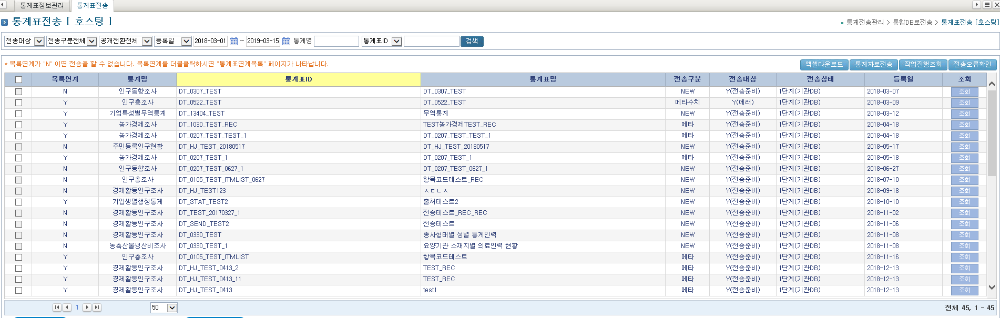 통계표정보관리 통계표전송
통계표전송 [ 호스팅 ]
통계전송관리 > 통합DB로전송 > 통계표전송 [호스팅]
전송대상 전송구분전체 공개전환전체 등록일 2018-03-01 ~ 2019-03-15 통계명 통계표ID 검색
* 목록연계가 "N" 이면 전송을 할 수 없습니다. 목록연계를 더블클릭하시면 "통계표연계목록" 페이지가 나타납니다.
엑셀다운로드 통계자료전송 작업진행조회 전송오류확인
목록연계 통계명 통계표ID 통계표명 전송구분 전송대상 전송상태 등록일 조회
N 인구동향조사 DT_0307_TEST DT_0307_TEST NEW Y(전송준비) 1단계(기관DB) 2018-03-07 조회
Y 인구총조사 DT_0522_TEST DT_0522_TEST 메타수치 Y(에러) 1단계(기관DB) 2018-03-09 조회
Y 기업특성별무역통계 DT_13404_TEST 무역통계 NEW Y(전송준비) 1단계(기관DB) 2018-03-12 조회
Y 농가경제조사 DT_1030_TEST_REC TEST농가경제TEST_REC 메타 Y(전송준비) 1단계(기관DB) 2018-04-18 조회
Y 농가경제조사 DT_0207_TEST_TEST_1 DT_0207_TEST_TEST_1 메타 Y(전송준비) 1단계(기관DB) 2018-04-18 조회
N 주민등록인구현황 DT_HJ_TEST_20180517 DT_HJ_TEST_20180517 NEW Y(전송준비) 1단계(기관DB) 2018-05-17 조회
Y 농가경제조사 DT_0207_TEST_1 DT_0207_TEST_1 메타 Y(전송준비) 1단계(기관DB) 2018-05-18 조회
N 인구동향조사 DT_0207_TEST_0627_1 DT_0207_TEST_0627_1 NEW Y(전송준비) 1단계(기관DB) 2018-06-27 조회
N 인구총조사 DT_0105_TEST_ITMLIST_0627 항목코드테스트_REC NEW Y(전송준비) 1단계(기관DB) 2018-07-10 조회
N 경제활동인구조사 DT_HJ_TEST123 ㅅㄷㄴㅅ NEW Y(전송준비) 1단계(기관DB) 2018-09-18 조회
Y 기업생멸행정통계 DT_STAT_TEST2 출처테스트2 NEW Y(전송준비) 1단계(기관DB) 2018-10-10 조회
N 경제활동인구조사 DT_TEST_20170327_1 전송테스트_REC_REC NEW Y(전송준비) 1단계(기관DB) 2018-11-02 조회
N 경제활동인구조사 DT_SEND_TEST2 전송테스트 NEW Y(전송준비) 1단계(기관DB) 2018-11-06 조회
N 경제활동인구조사 DT_0330_TEST 종사형태별 성별 통계인력 NEW Y(전송준비) 1단계(기관DB) 2018-11-08 조회
N 농축산물생산비조사 DT_0330_TEST_1 요양기관 소재지별 의료인력 현황 NEW Y(전송준비) 1단계(기관DB) 2018-11-08 조회
Y 인구총조사 DT_0105_TEST_ITMLIST 항목코드테스트 메타 Y(전송준비) 1단계(기관DB) 2018-11-16 조회
Y 경제활동인구조사 DT_HJ_TEST_0413_2 TEST_REC 메타 Y(전송준비) 1단계(기관DB) 2018-12-13 조회
Y 경제활동인구조사 DT_HJ_TEST_0413_11 TEST_REC 메타 Y(전송준비) 1단계(기관DB) 2018-12-13 조회
Y 경제활동인구조사 DT_HJ_TEST_0413 test1 메타 Y(전송준비) 1단계(기관DB) 2018-12-13 조회
1 50 전체 45, 1 - 45